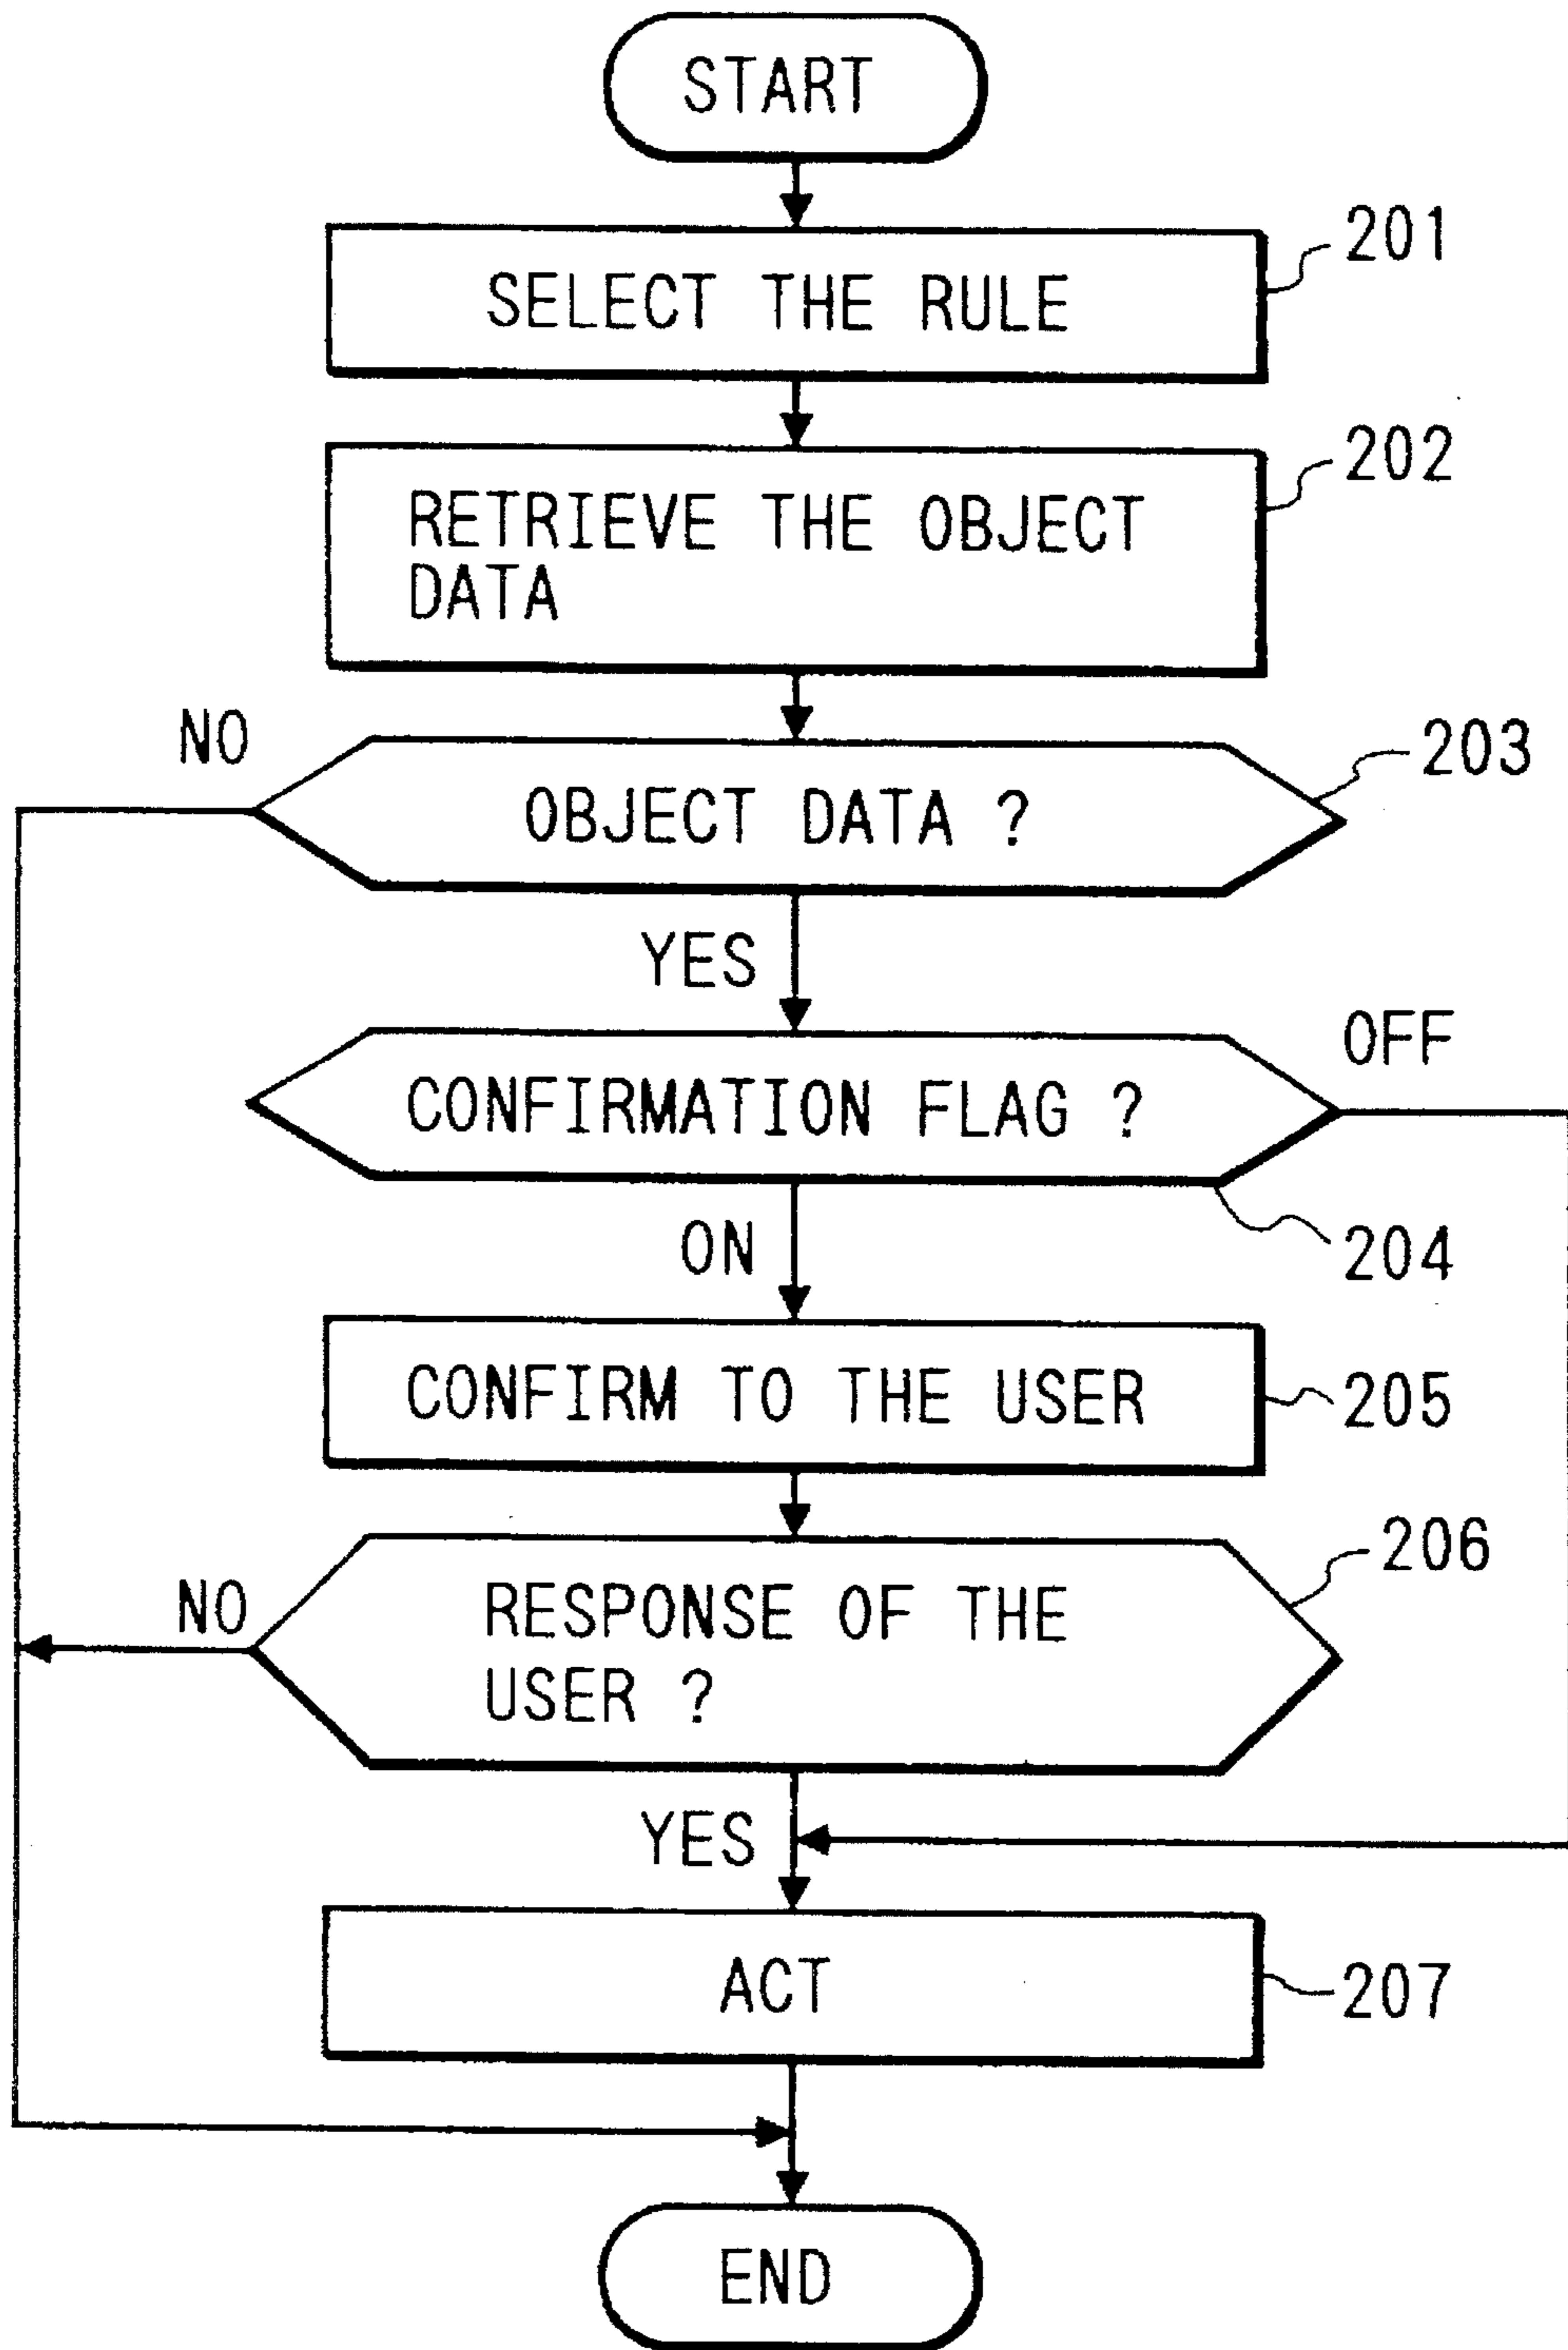 START
SELECT THE RULE
201
RETRIEVE THE OBJECT
DATA
202
NO
OBJECT DATA ?
203
YES
CONFIRMATION FLAG ?
OFF
204
ON
CONFIRM TO THE USER
205
NO
RESPONSE OF THE
USER ?
206
YES
ACT
207
END